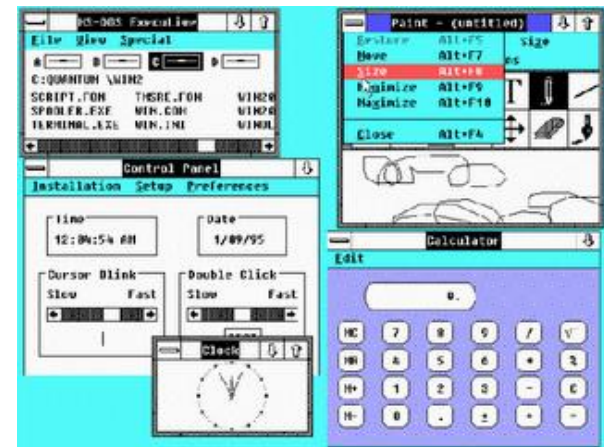 MS-DOS Executive
File View Special
A B C D
C:QUANTUM \WIN2
SCRIPT.FON TMSRE.FON WIN20
SPOOLER.EXE WIN.COM WIN20
TERMINAL.EXE WIN.INI WINOL
Paint - (untitled)
Restore Alt+F5 Size
Move Alt+F7
Size Alt+F8
Minimize Alt+F9
Maximize Alt+F10
Close Alt+F4
T
Control Panel
Installation Setup Preferences
Time Date
12:04:54 AM 1/09/95
Cursor Blink Double Click
Slow Fast Slow Fast
Clock
Calculator
Edit
0.
MC 7 8 9 / √
MR 4 5 6 * %
M+ 1 2 3 - C
M- 0 . ± + =